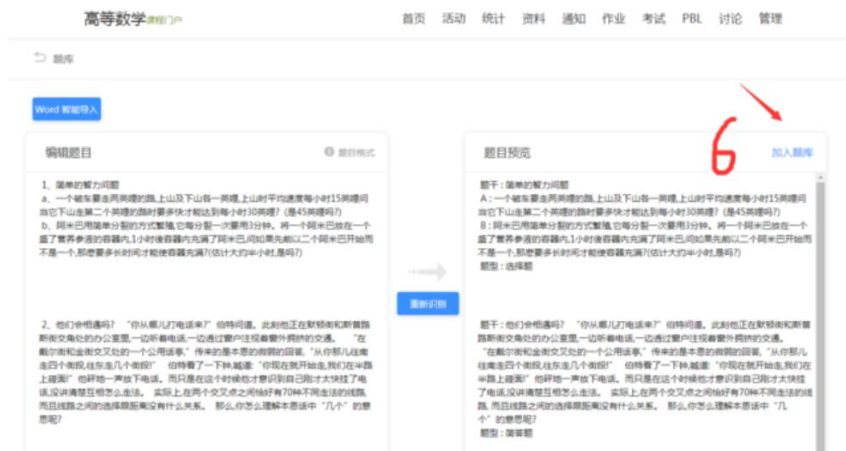 高等数学课程门户
首页 活动 统计 资料 通知 作业 考试 PBL 讨论 管理
题库
Word 智能导入
编辑题目 题目格式
1、简单的智力问题
a、一个破车要走两英哩的路,上山及下山各一英哩,上山时平均速度每小时15英哩问
当它下山走第二个英哩的路时要多快才能达到每小时30英哩?(是45英哩吗?)
b、阿米巴用简单分裂的方式繁殖,它每分裂一次要用3分钟。将一个阿米巴放在一个
盛了营养参液的容器内,1小时後容器内充满了阿米巴,问如果先前以二个阿米巴开始而
不是一个,那麽要多长时间才能使容器充满?(估计大约半小时,是吗?)
2、他们会相遇吗? “你从哪儿打电话来?”伯特问道。此刻他正在默顿街和斯普路
斯街交角处的办公室里,一边听着电话,一边透过窗户注视着窗外拥挤的交通。 “在
戴尔街和金街交叉处的一个公用话亭,”传来的是本恩的微弱的回答,“从你那儿
往南走四个街段,往东走几个街段!” 伯特看了一下钟,喊道:“你现在就开始走,我们在半路
上碰面!”他砰地一声放下电话。而只是在这个时候他才意识到自己刚才太快挂了电
话,没讲清楚互相怎么走法。 实际上,在两个交叉点之间恰好有70种不同走法的线路,
而且线路之间的选择跟距离没有什么关系。 那么,你怎么理解本恩话中“几个”的意
思呢?
重新识别
题目预览 6 加入题库
题干:简单的智力问题
A:一个破车要走两英哩的路,上山及下山各一英哩,上山时平均速度每小时15英哩问
当它下山走第二个英哩的路时要多快才能达到每小时30英哩?(是45英哩吗?)
B:阿米巴用简单分裂的方式繁殖,它每分裂一次要用3分钟。将一个阿米巴放在一个
盛了营养参液的容器内,1小时後容器内充满了阿米巴,问如果先前以二个阿米巴开始而
不是一个,那麽要多长时间才能使容器充满?(估计大约半小时,是吗?)
题型:选择题
题干:他们会相遇吗? “你从哪儿打电话来?”伯特问道。此刻他正在默顿街和斯普
路斯街交角处的办公室里,一边听着电话,一边透过窗户注视着窗外拥挤的交通。
“在戴尔街和金街交叉处的一个公用话亭,”传来的是本恩的微弱的回答,“从你那儿
往南走四个街段,往东走几个街段!” 伯特看了一下钟,喊道:“你现在就开始走,我们在
半路上碰面!”他砰地一声放下电话。而只是在这个时候他才意识到自己刚才太快挂
了电话,没讲清楚互相怎么走法。 实际上,在两个交叉点之间恰好有70种不同走法的线
路,而且线路之间的选择跟距离没有什么关系。 那么,你怎么理解本恩话中“几
个”的意思呢?
题型:简答题